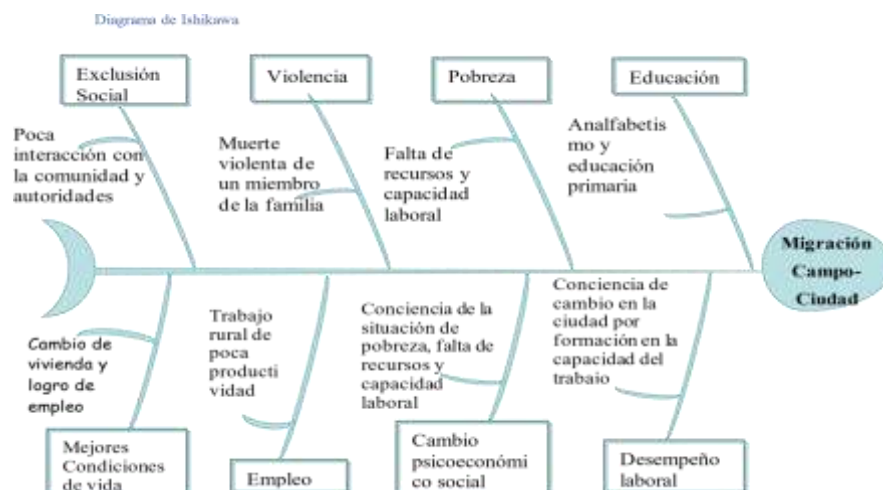 Diagrama de Ishikawa
Exclusión
Social
Violencia
Pobreza
Educación
Poca
interacción con
la comunidad y
autoridades
Muerte
violenta de
un miembro
de la familia
Falta de
recursos y
capacidad
laboral
Analfabetis
mo y
educación
primaria
Migración
Campo-
Ciudad
Cambio de
vivienda y
logro de
empleo
Trabajo
rural de
poca
producti
vidad
Conciencia de la
situación de
pobreza, falta de
recursos y
capacidad
laboral
Conciencia de
cambio en la
ciudad por
formación en la
capacidad del
trabajo
Mejores
Condiciones
de vida
Empleo
Cambio
psicoeconómi
co social
Desempeño
laboral